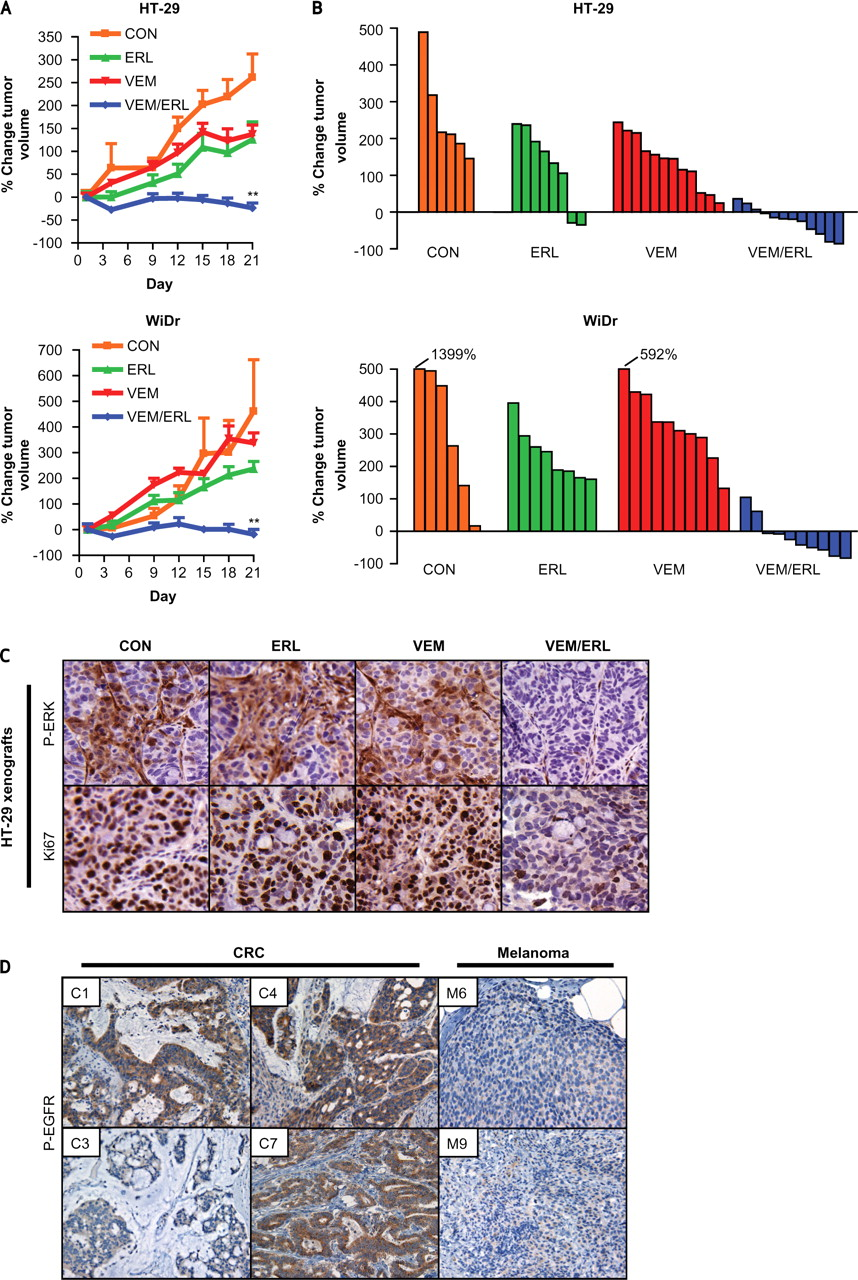 A
HT-29
% Change tumor
volume
350
300
250
200
150
100
50
0
-50
-100
CON
ERL
VEM
VEM/ERL
**
0 3 6 9 12 15 18 21
Day
B
HT-29
% Change tumor
volume
500
400
300
200
100
0
-100
CON ERL VEM VEM/ERL
WiDr
% Change tumor
volume
700
600
500
400
300
200
100
0
-100
CON
ERL
VEM
VEM/ERL
**
0 3 6 9 12 15 18 21
Day
WiDr
% Change tumor
volume
500
400
300
200
100
0
-100
1399%
592%
CON ERL VEM VEM/ERL
C
CON ERL VEM VEM/ERL
HT-29 xenografts
P-ERK
Ki67
D
CRC Melanoma
P-EGFR
C1 C4 M6
C3 C7 M9